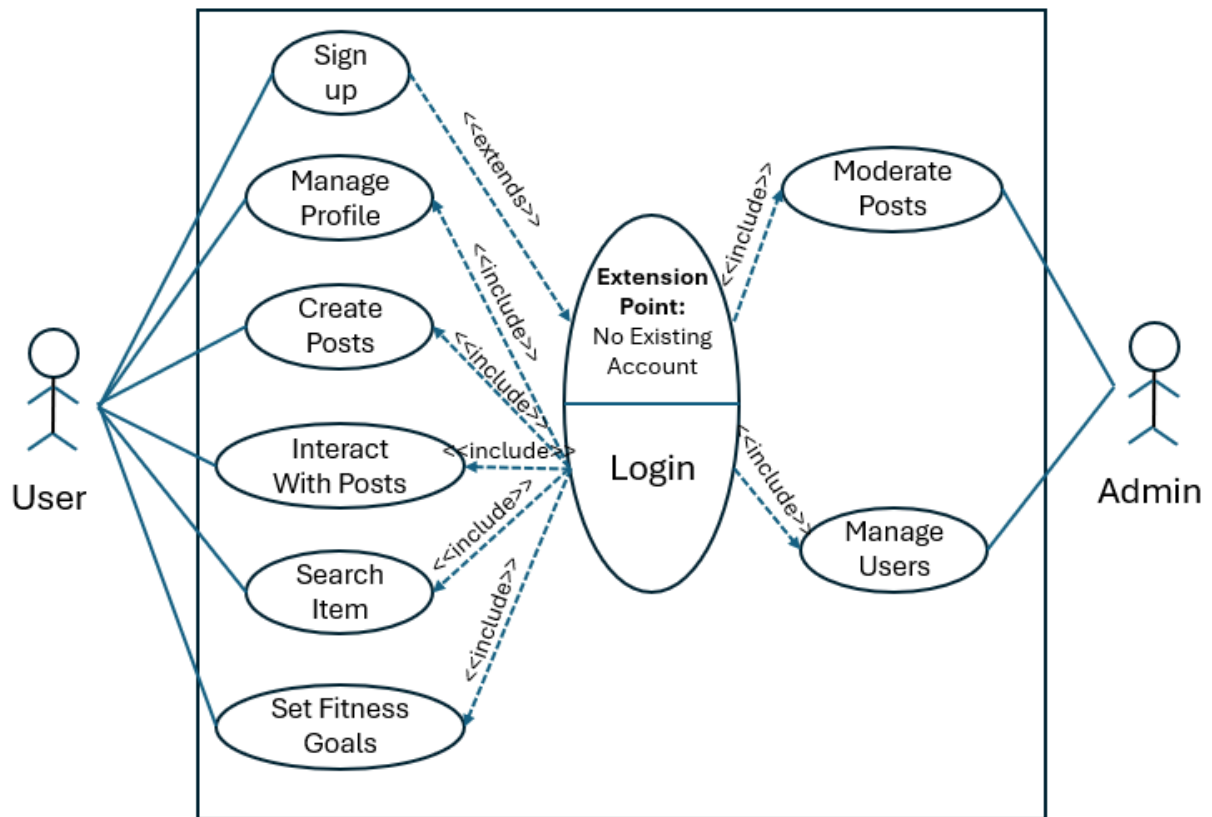 Sign
up
<<extends>>
Manage
Profile
<<include>>
Create
Posts
<<include>>
Interact
With Posts
<<include>>
Search
Item
<<include>>
Set Fitness
Goals
<<include>>
User
Extension
Point:
No Existing
Account
Login
<<include>>
Moderate
Posts
<<include>>
Manage
Users
Admin